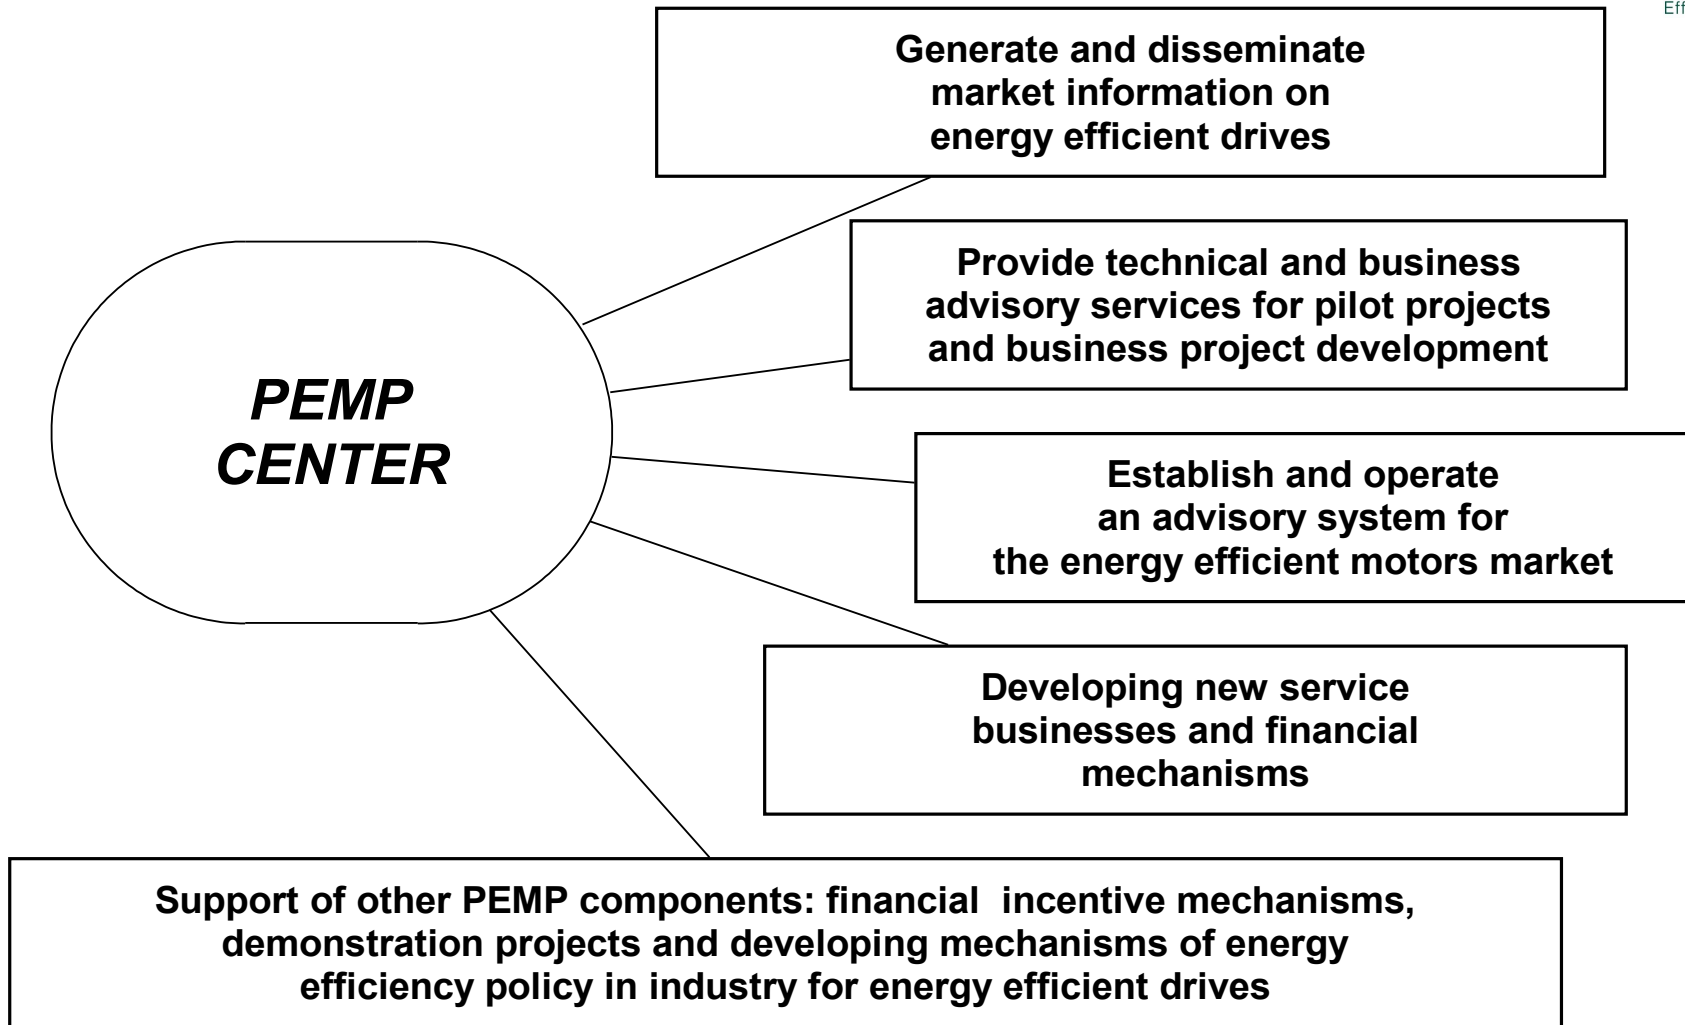 Eff
Generate and disseminate
market information on
energy efficient drives
Provide technical and business
advisory services for pilot projects
and business project development
PEMP
CENTER
Establish and operate
an advisory system for
the energy efficient motors market
Developing new service
businesses and financial
mechanisms
Support of other PEMP components: financial  incentive mechanisms,
demonstration projects and developing mechanisms of energy
efficiency policy in industry for energy efficient drives